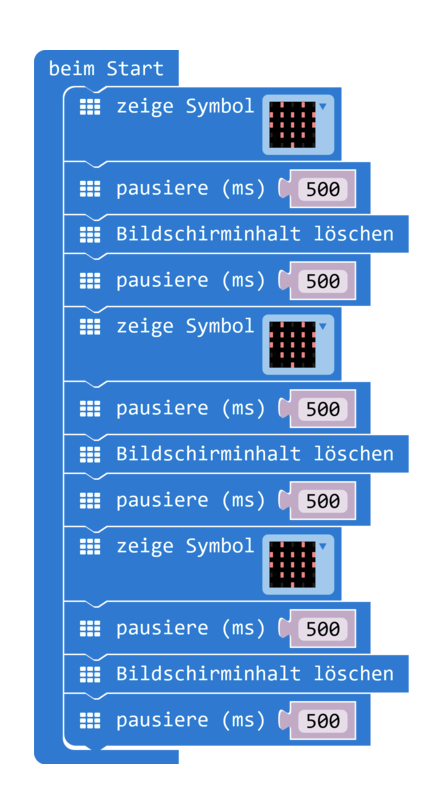 beim Start
zeige Symbol
pausiere (ms) 500
Bildschirminhalt löschen
pausiere (ms) 500
zeige Symbol
pausiere (ms) 500
Bildschirminhalt löschen
pausiere (ms) 500
zeige Symbol
pausiere (ms) 500
Bildschirminhalt löschen
pausiere (ms) 500